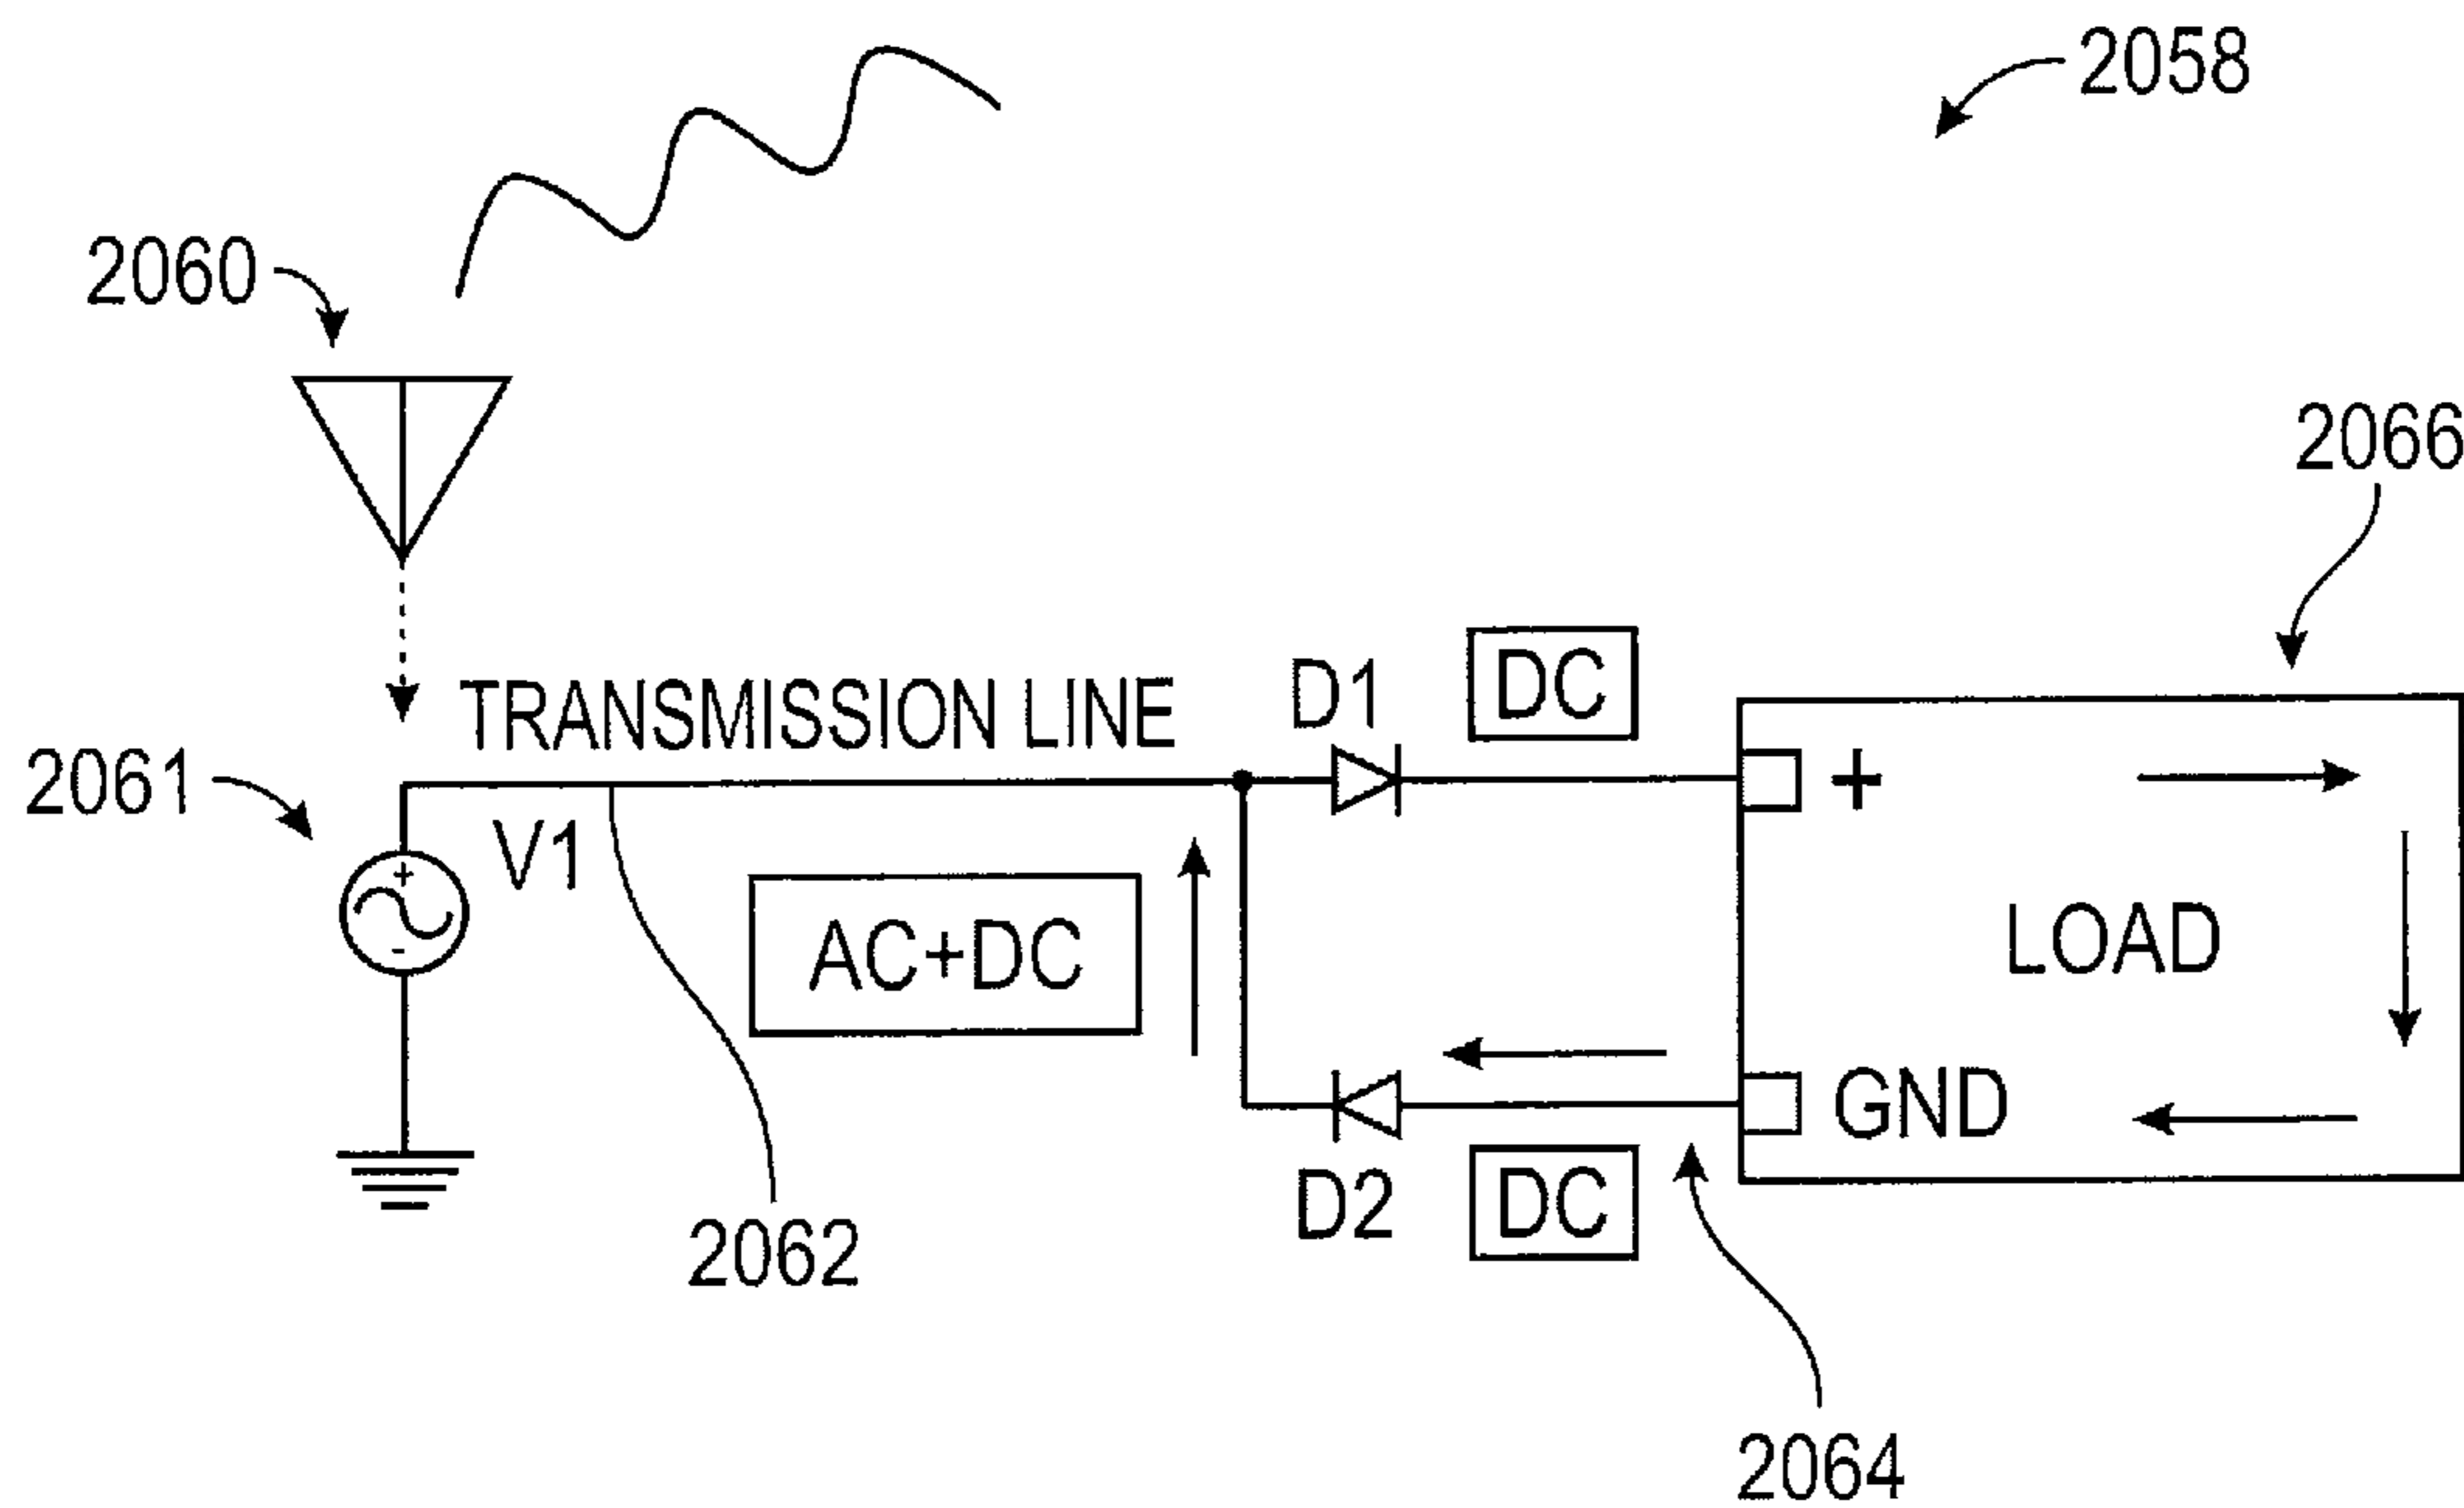 2058
2060
2066
TRANSMISSION LINE
D1
DC
2061
V1
+
+
-
AC+DC
LOAD
GND
D2
DC
2062
2064